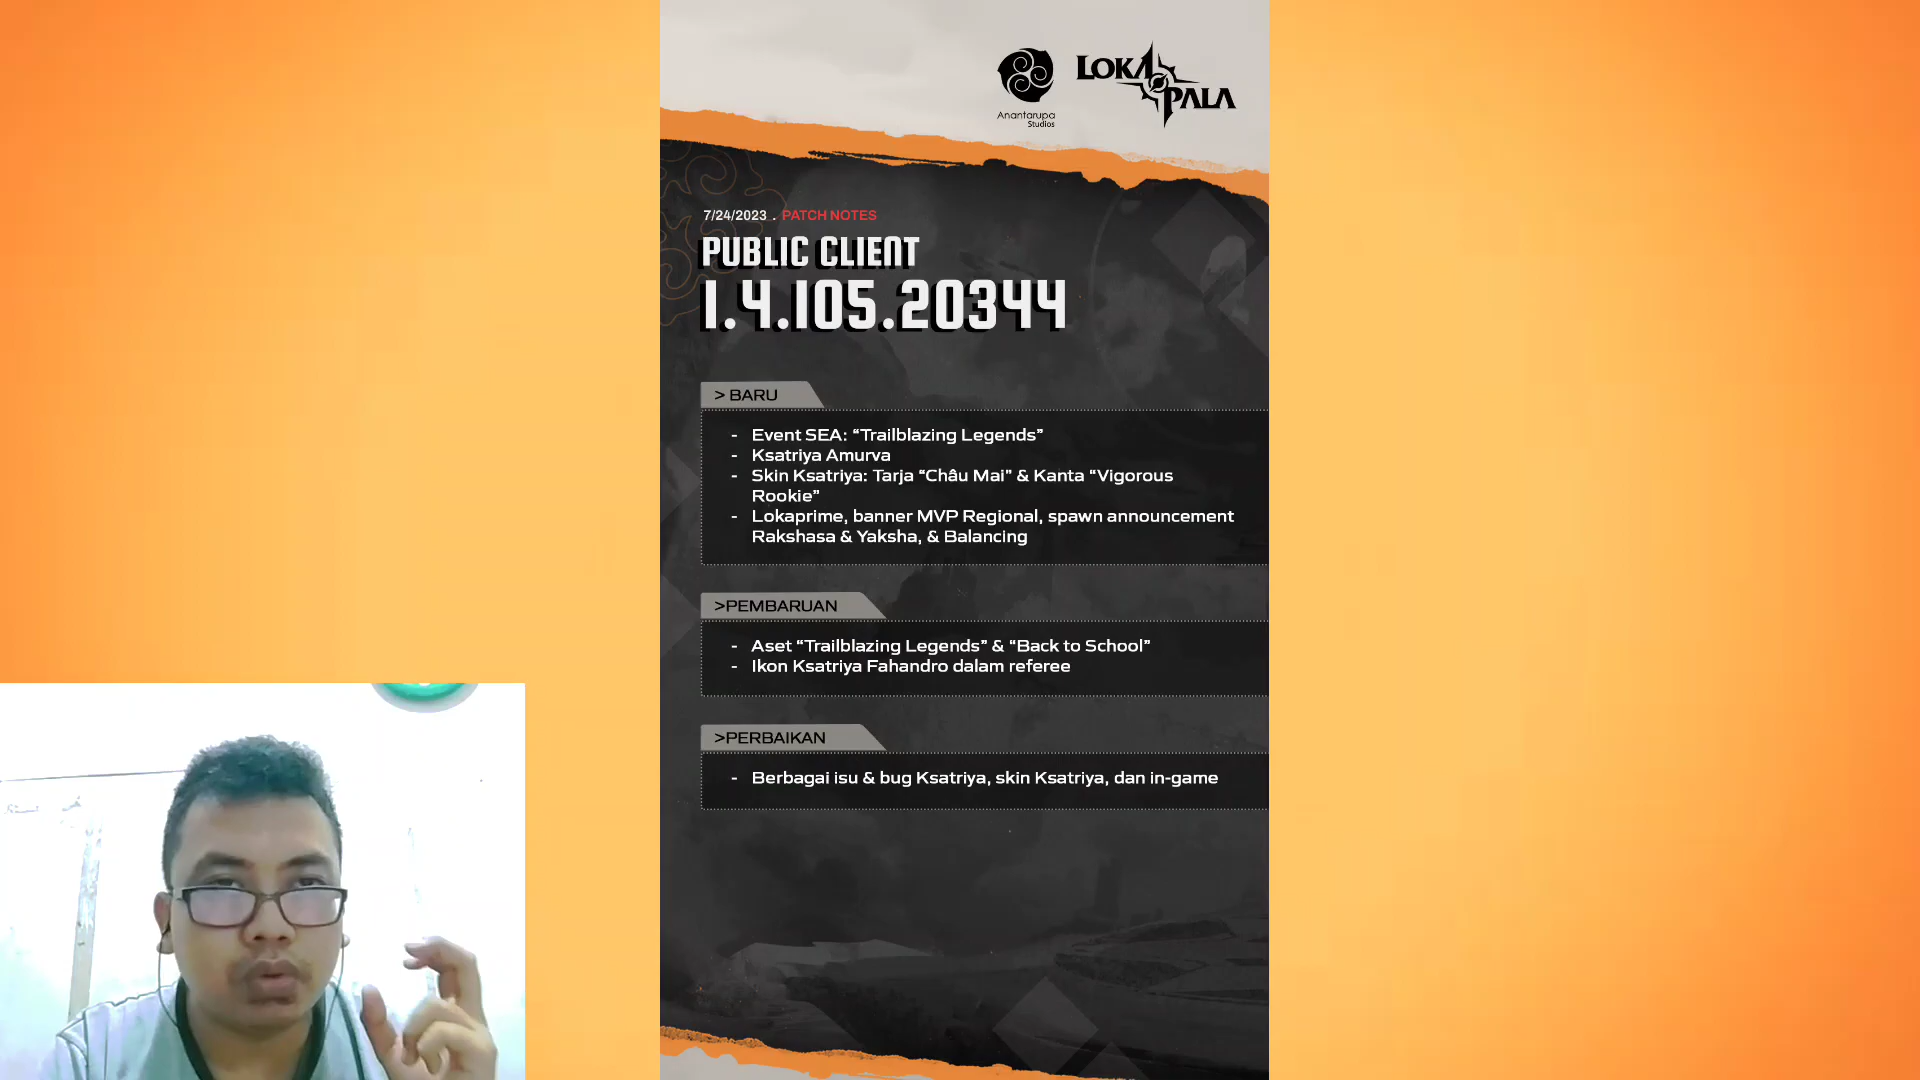 Anantarupa
Studios
LOKAPALA
7/24/2023 . PATCH NOTES
PUBLIC CLIENT
1.4.105.20344
> BARU
- Event SEA: “Trailblazing Legends”
- Ksatriya Amurva
- Skin Ksatriya: Tarja “Châu Mai” & Kanta “Vigorous
Rookie”
- Lokaprime, banner MVP Regional, spawn announcement
Rakshasa & Yaksha, & Balancing
>PEMBARUAN
- Aset “Trailblazing Legends” & “Back to School”
- Ikon Ksatriya Fahandro dalam referee
>PERBAIKAN
- Berbagai isu & bug Ksatriya, skin Ksatriya, dan in-game